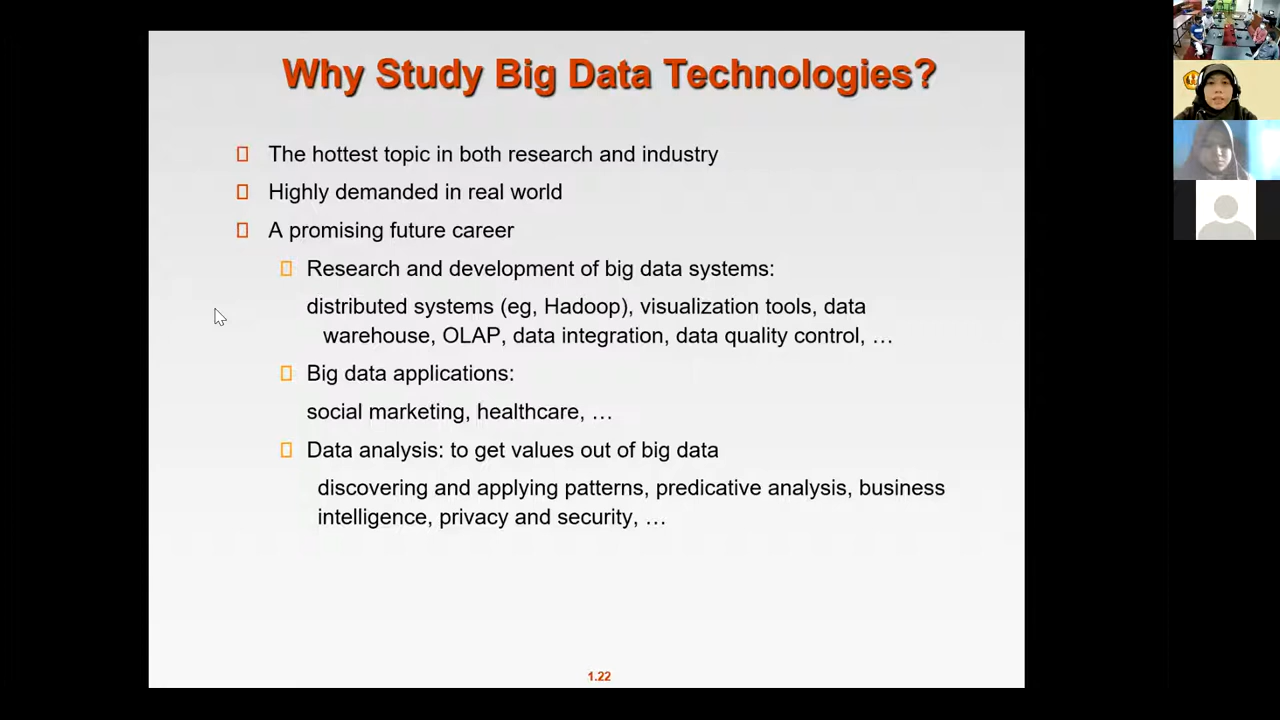 Why Study Big Data Technologies?
The hottest topic in both research and industry
Highly demanded in real world
A promising future career
Research and development of big data systems:
distributed systems (eg, Hadoop), visualization tools, data
warehouse, OLAP, data integration, data quality control, …
Big data applications:
social marketing, healthcare, …
Data analysis: to get values out of big data
discovering and applying patterns, predicative analysis, business
intelligence, privacy and security, …
1.22